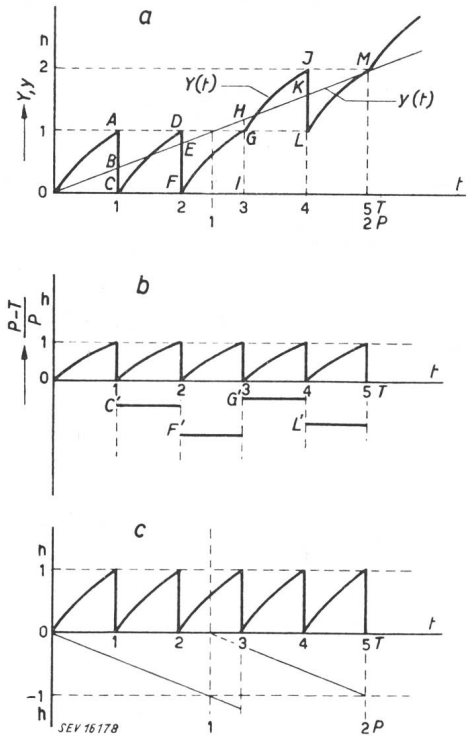 a
n
Y,y
2
J
M
K
Y(t)
y(t)
A
D
H
1
E
G
L
B
C
F
I
0
1 2 3 4 5 T
t
1 2 P
b
n
P-T
P
1
0
1 2 3 4 5 T
t
C'
G'
F'
L'
c
n
1
0
1 2 3 4 5 T
t
-1
h
SEV 16178
1 2 P